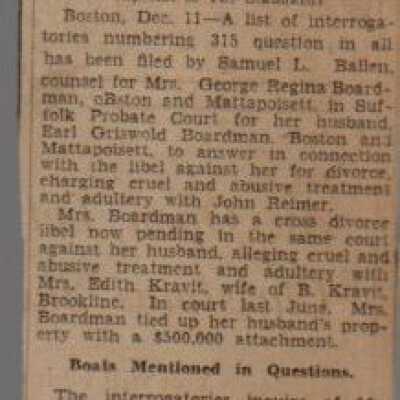 Boston, Dec. 11—A list of interroga-
tories numbering 315 question in all
has been filed by Samuel L. Bailen,
counsel for Mrs. George Regina Board-
man, oBston and Mattapoisett, in Suf-
folk Probate Court for her husband,
Earl Griswold Boardman, Boston and
Mattapoisett, to answer in connection
with the libel against her for divorce,
charging cruel and abusive treatment
and adultery with John Reimer.
Mrs. Boardman has a cross divorce
libel now pending in the same court
against her husband, alleging cruel and
abusive treatment and adultery with
Mrs. Edith Kravit, wife of B. Kravit,
Brookline. In court last June, Mrs.
Boardman tied up her husband's prop-
erty with a $500,000 attachment.
Boats Mentioned in Questions.
The interrogatories inquire of